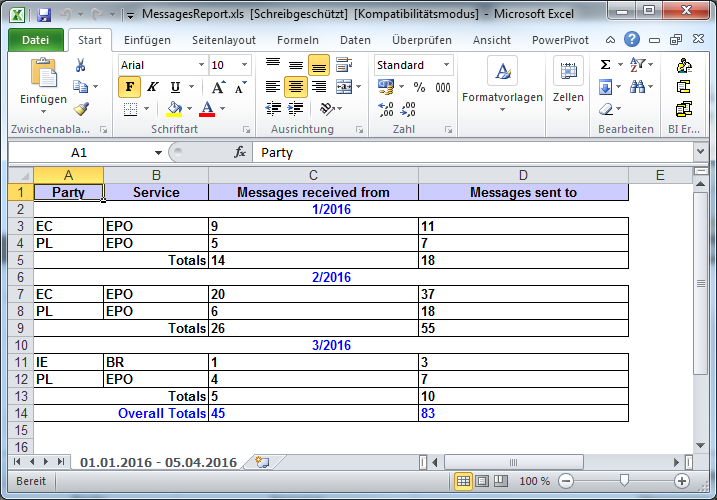 MessagesReport.xls [Schreibgeschützt] [Kompatibilitätsmodus] - Microsoft Excel
Datei Start Einfügen Seitenlayout Formeln Daten Überprüfen Ansicht PowerPivot
Arial 10 Standard
F K U
% 000
Einfügen Formatvorlagen Zellen
Zwischenabla... Schriftart Ausrichtung Zahl Bearbeiten BI Er...
A1 fx Party
A B C D E
1 Party Service Messages received from Messages sent to
2 1/2016
3 EC EPO 9 11
4 PL EPO 5 7
5 Totals 14 18
6 2/2016
7 EC EPO 20 37
8 PL EPO 6 18
9 Totals 26 55
10 3/2016
11 IE BR 1 3
12 PL EPO 4 7
13 Totals 5 10
14 Overall Totals 45 83
15
16
01.01.2016 - 05.04.2016
Bereit 100 %